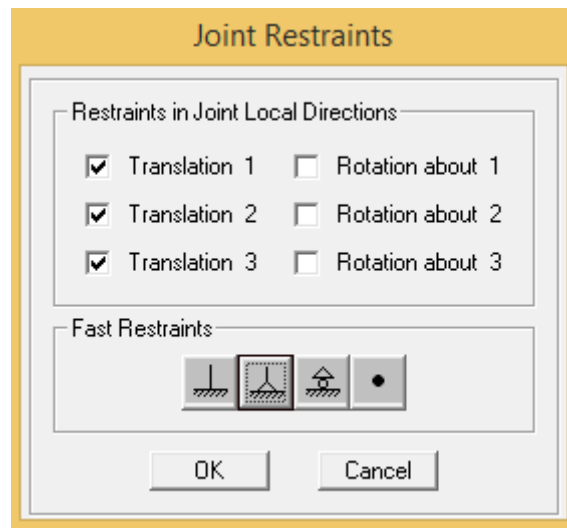 Joint Restraints
Restraints in Joint Local Directions
Translation 1 Rotation about 1
Translation 2 Rotation about 2
Translation 3 Rotation about 3
Fast Restraints
OK Cancel